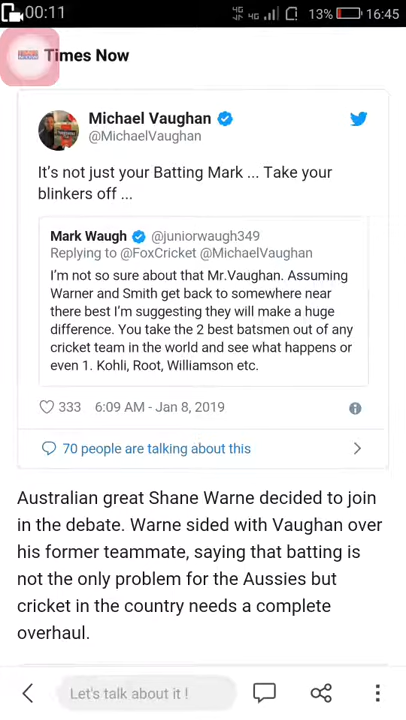 00:11
4G 4G 13% 16:45
Times Now
Michael Vaughan
@MichaelVaughan
It's not just your Batting Mark ... Take your
blinkers off ...
Mark Waugh @juniorwaugh349
Replying to @FoxCricket @MichaelVaughan
I'm not so sure about that Mr.Vaughan. Assuming
Warner and Smith get back to somewhere near
there best I'm suggesting they will make a huge
difference. You take the 2 best batsmen out of any
cricket team in the world and see what happens or
even 1. Kohli, Root, Williamson etc.
333 6:09 AM - Jan 8, 2019
70 people are talking about this
Australian great Shane Warne decided to join
in the debate. Warne sided with Vaughan over
his former teammate, saying that batting is
not the only problem for the Aussies but
cricket in the country needs a complete
overhaul.
Let's talk about it !